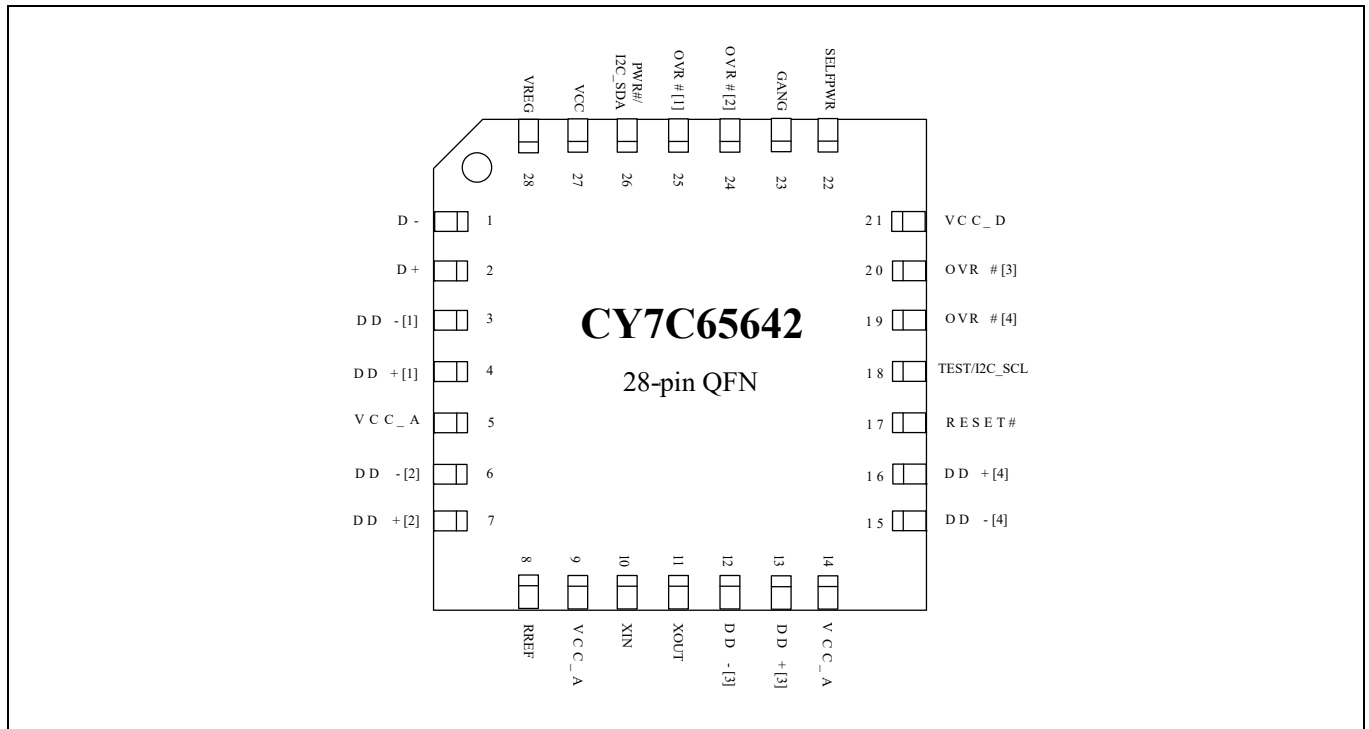 VREG
VCC
PWR#/
I2C_SDA
OVR # [1]
OVR # [2]
GANG
SELFPWR
28
27
26
25
24
23
22
D - 1
D + 2
DD - [1] 3
DD + [1] 4
VCC_A 5
DD - [2] 6
DD + [2] 7
CY7C65642
28-pin QFN
21 VCC_D
20 OVR # [3]
19 OVR # [4]
18 TEST/I2C_SCL
17 RESET#
16 DD + [4]
15 DD - [4]
8
9
10
11
12
13
14
RREF
VCC_A
XIN
XOUT
DD - [3]
DD + [3]
VCC_A